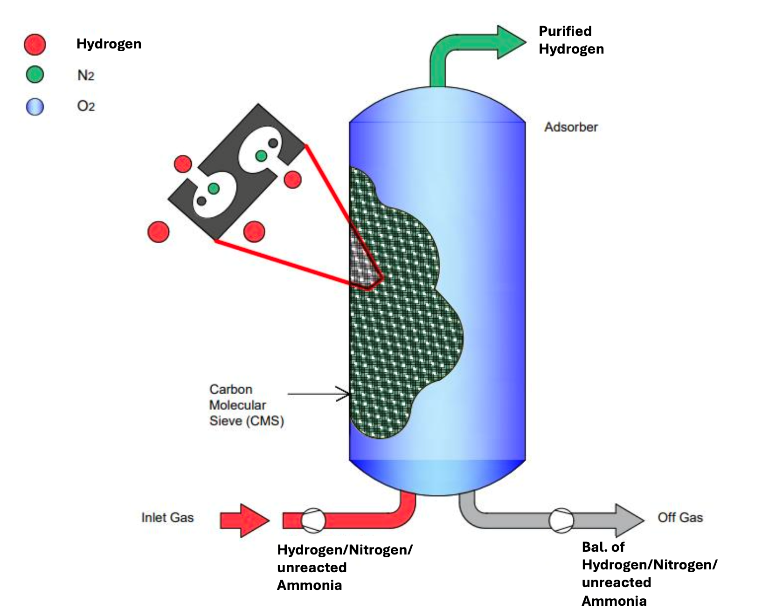 Hydrogen
N2
O2
Purified
Hydrogen
Adsorber
Carbon
Molecular
Sieve (CMS)
Inlet Gas
Hydrogen/Nitrogen/
unreacted
Ammonia
Off Gas
Bal. of
Hydrogen/Nitrogen/
unreacted
Ammonia